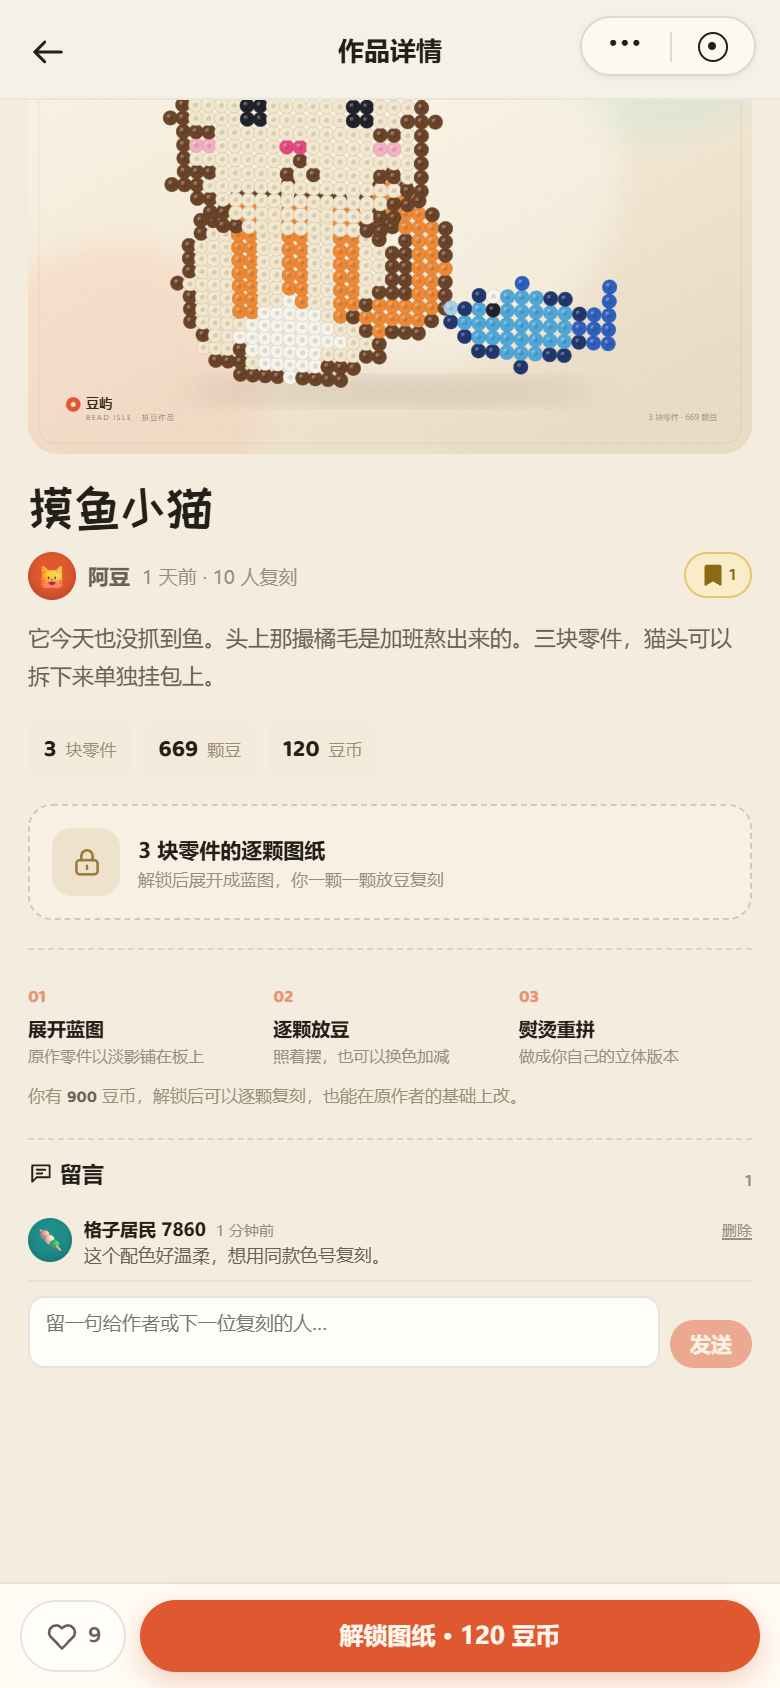 作品详情
豆屿
BEAD ISLE · 拼豆作品
3 块零件 · 669 颗豆
摸鱼小猫
阿豆 1 天前 · 10 人复刻
1
它今天也没抓到鱼。头上那撮橘毛是加班熬出来的。三块零件，猫头可以
拆下来单独挂包上。
3 块零件 669 颗豆 120 豆币
3 块零件的逐颗图纸
解锁后展开成蓝图，你一颗一颗放豆复刻
01 02 03
展开蓝图 逐颗放豆 熨烫重拼
原作零件以淡影铺在板上 照着摆，也可以换色加减 做成你自己的立体版本
你有 900 豆币，解锁后可以逐颗复刻，也能在原作者的基础上改。
留言 1
格子居民 7860 1 分钟前 删除
这个配色好温柔，想用同款色号复刻。
留一句给作者或下一位复刻的人...
发送
9 解锁图纸 • 120 豆币